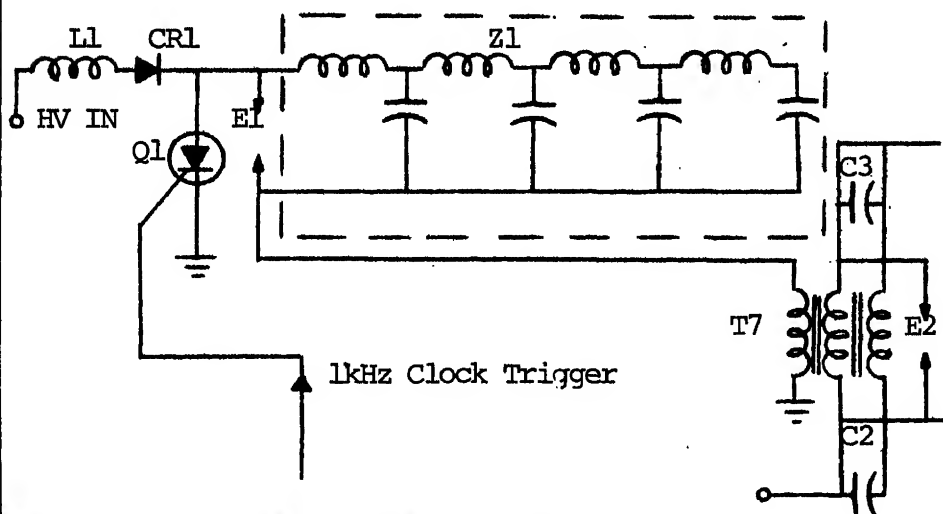 L1
CR1
Z1
HV IN
E1
Q1
C3
T7
E2
1kHz Clock Trigger
C2